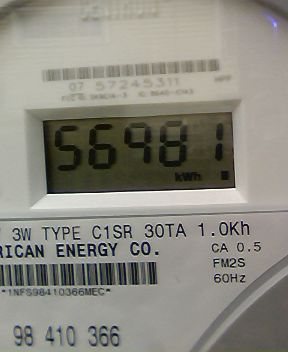 07 57245311
56981
kWh
3W TYPE C1SR 30TA 1.0Kh
RICAN ENERGY CO.
CA 0.5
FM2S
60Hz
*1NFS98410366MEC*
98 410 366